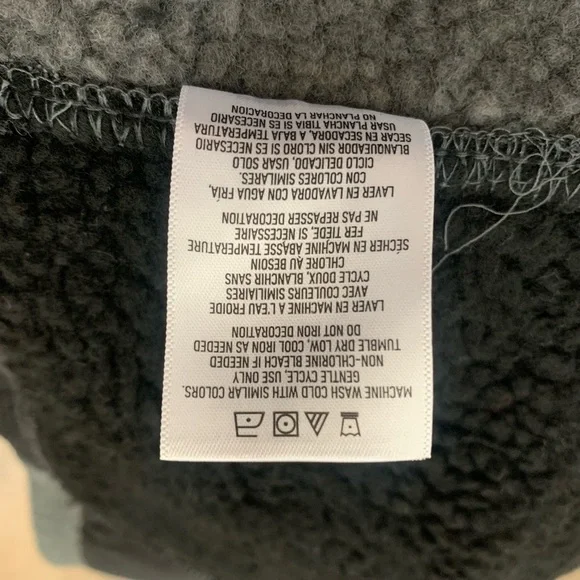 MACHINE WASH COLD WITH SIMILAR COLORS.
GENTLE CYCLE, USE ONLY
NON-CHLORINE BLEACH IF NEEDED
TUMBLE DRY LOW, COOL IRON AS NEEDED
DO NOT IRON DECORATION
LAVER EN MACHINE A L'EAU FROIDE
AVEC COULEURS SIMILAIRES
CYCLE DOUX BLANCHIR SANS
CHLORE AU BESOIN
SÉCHER EN MACHINE ABASSE TEMPERATURE
FER TIEDE, SI NECESSAIRE
NE PAS REPASSER DECORATION
LAVER EN LAVADORA CON AGUA FRÍA,
CON COLORES SIMILARES.
CICLO DELICADO, USAR SOLO
BLANQUEADOR SIN CLORO SI ES NECESARIO
SECAR EN SECADORA, A BAJA TEMPERATURA
USAR PLANCHA TIBIA SI ES NECESARIO
NO PLANCHAR LA DECORACION